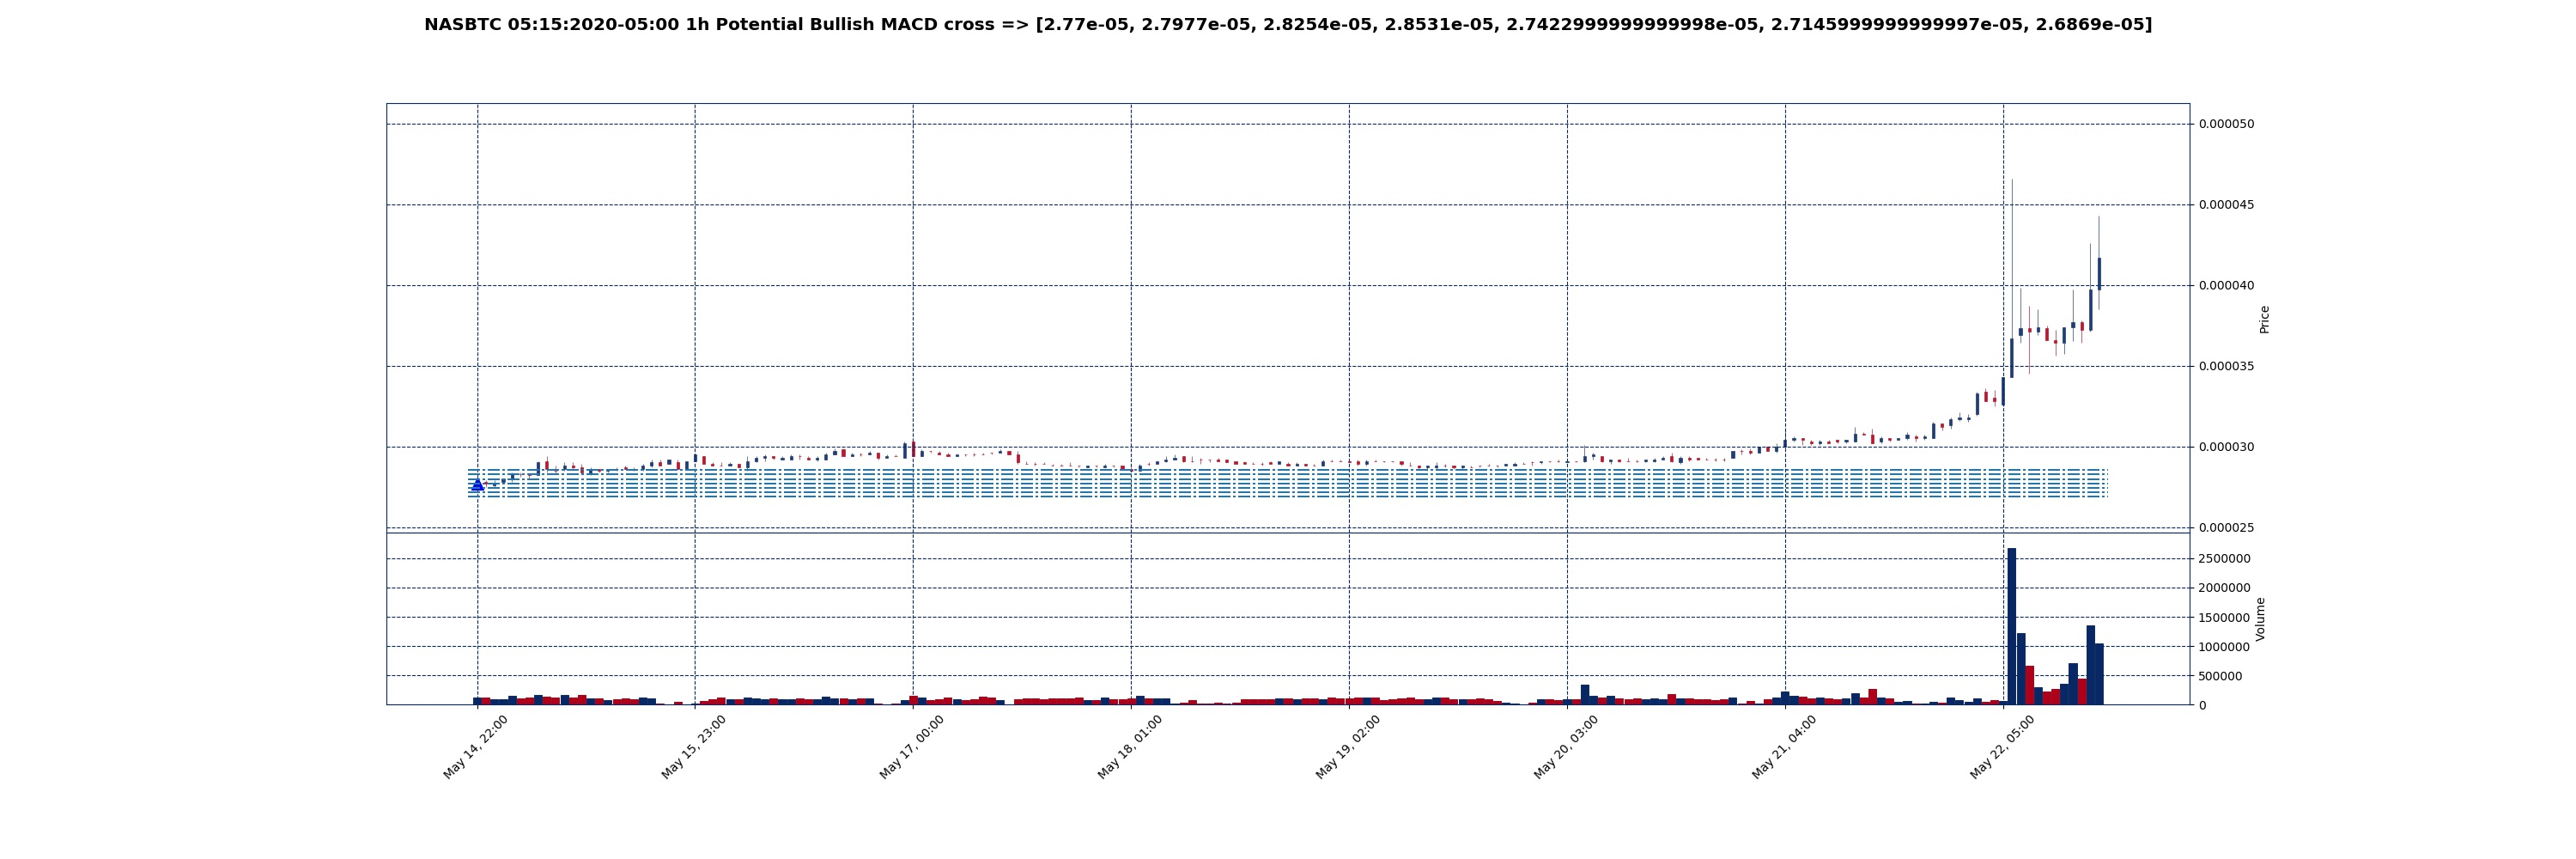 NASBTC 05:15:2020-05:00 1h Potential Bullish MACD cross => [2.77e-05, 2.7977e-05, 2.8254e-05, 2.8531e-05, 2.7422999999999998e-05, 2.7145999999999997e-05, 2.6869e-05]
0.000050
0.000045
0.000040
Price
0.000035
0.000030
0.000025
2500000
2000000
1500000
Volume
1000000
500000
0
May 14, 22:00
May 15, 23:00
May 17, 00:00
May 18, 01:00
May 19, 02:00
May 20, 03:00
May 21, 04:00
May 22, 05:00